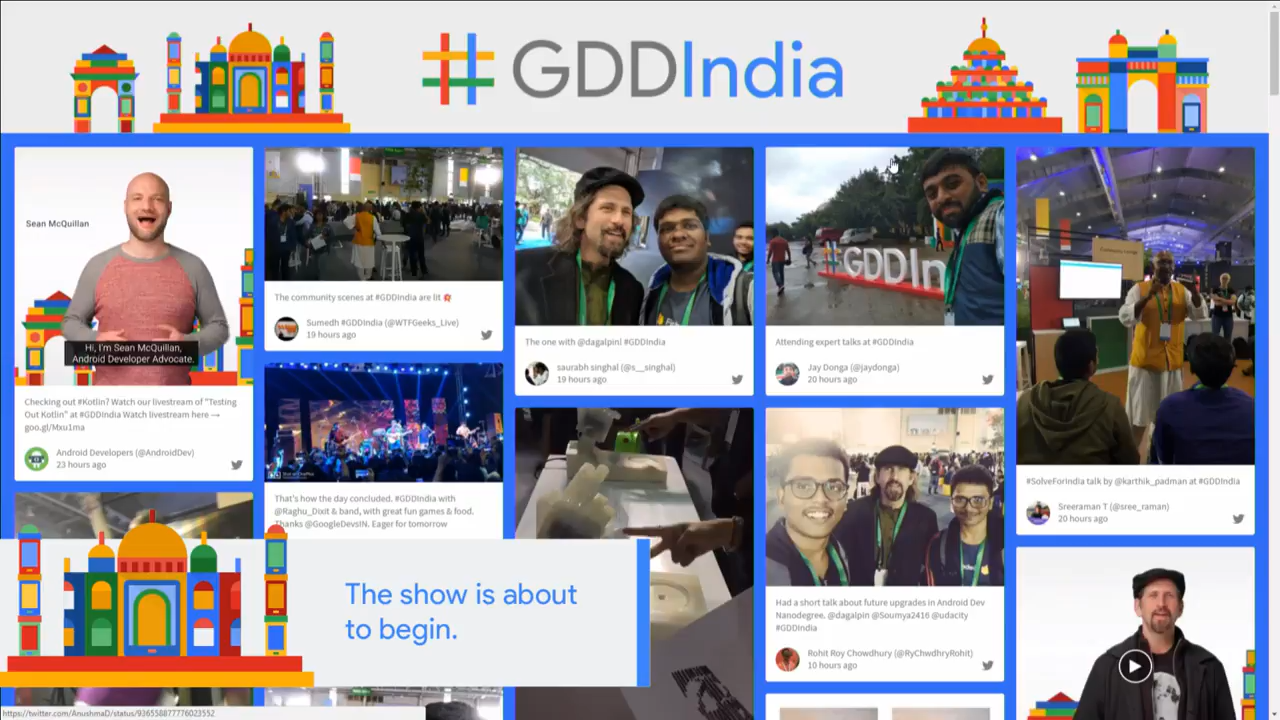 #GDDIndia
Sean McQuillan
Hi, I'm Sean McQuillan,
Android Developer Advocate.
Checking out #Kotlin? Watch our livestream of "Testing
Out Kotlin" at #GDDIndia Watch livestream here →
goo.gl/Mxu1ma
Android Developers (@AndroidDev)
23 hours ago
The community scenes at #GDDIndia are lit
Sumedh #GDDIndia (@WTFGeeks_Live)
19 hours ago
That's how the day concluded. #GDDIndia with
@Raghu_Dixit & band, with great fun games & food.
Thanks @GoogleDevsIN. Eager for tomorrow
The one with @dagalpin! #GDDIndia
saurabh singhal (@s__singhal)
19 hours ago
#GDDIn
Attending expert talks at #GDDIndia
Jay Donga (@jaydonga)
20 hours ago
Had a short talk about future upgrades in Android Dev
Nanodegree. @dagalpin @Soumya2416 @udacity
#GDDIndia
Rohit Roy Chowdhury (@RyChwdhryRohit)
10 hours ago
#SolveForIndia talk by @karthik_padman at #GDDIndia
Sreeraman T (@sree_raman)
20 hours ago
The show is about
to begin.
https://twitter.com/AnushmaD/status/936558877776023552